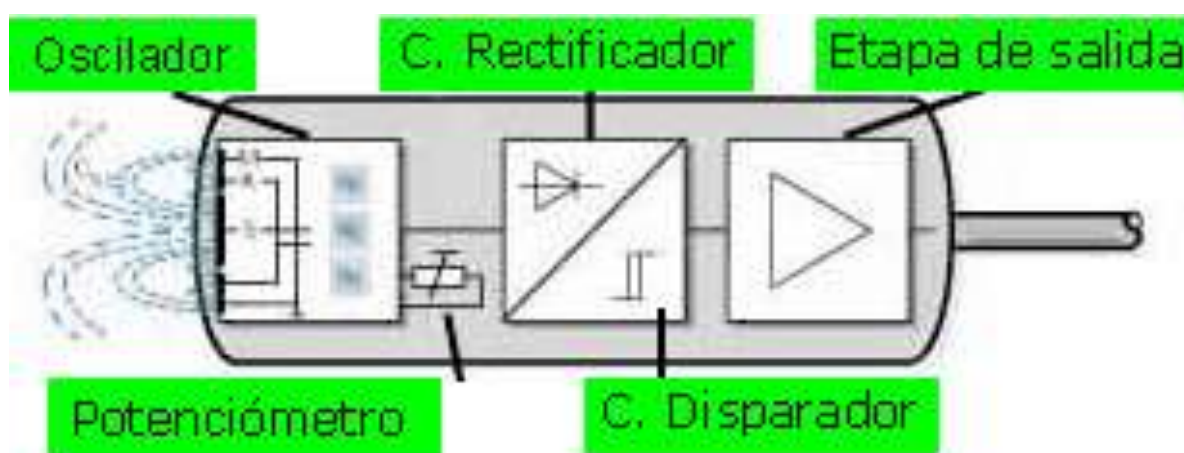 Oscilador
C. Rectificador
Etapa de salida
Potenciómetro
C. Disparador